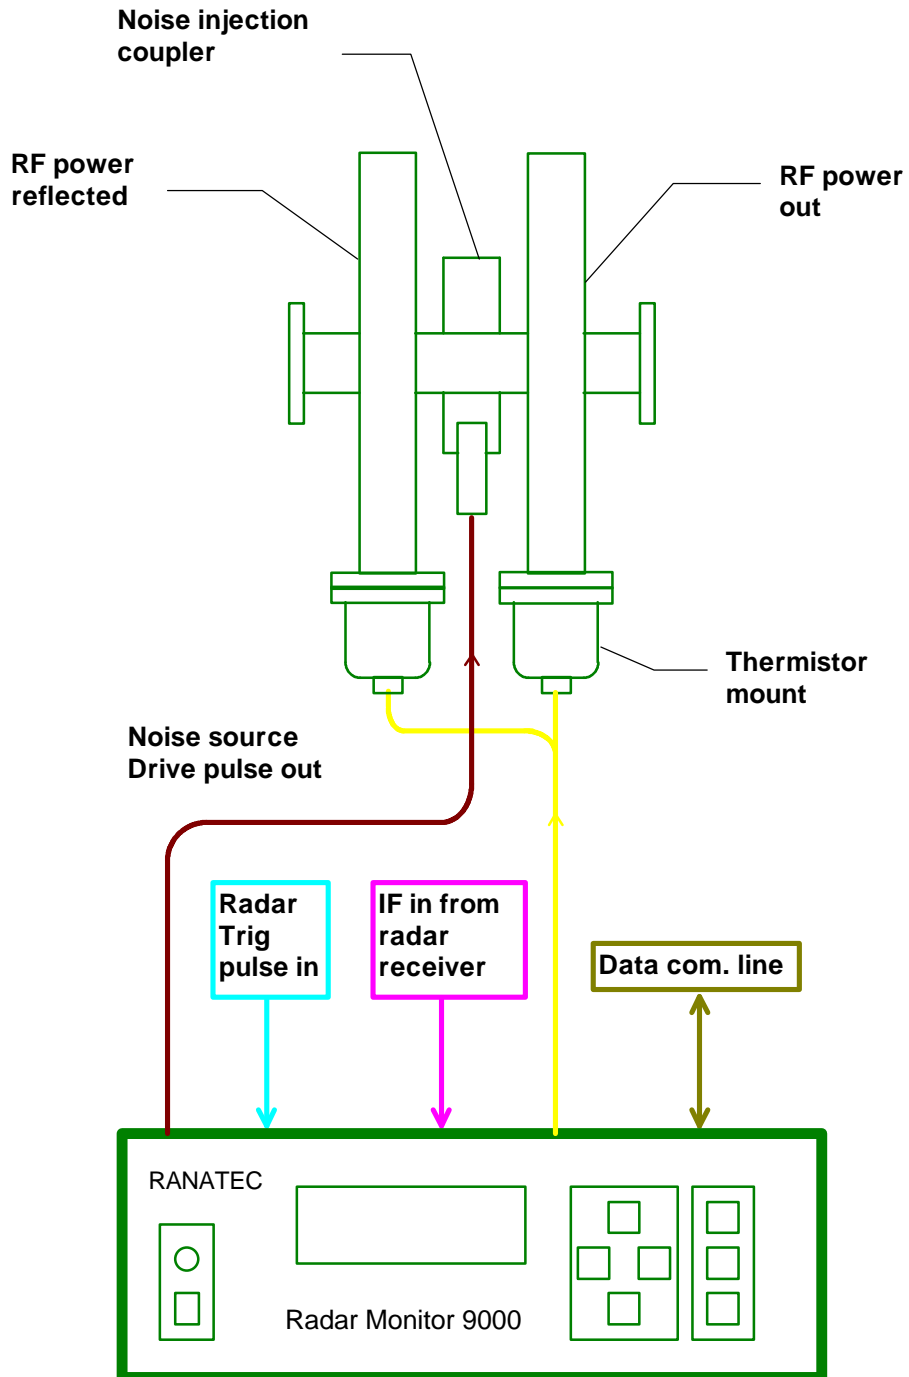 Noise injection
coupler
RF power
reflected
RF power
out
Thermistor
mount
Noise source
Drive pulse out
Radar
Trig
pulse in
IF in from
radar
receiver
Data com. line
RANATEC
Radar Monitor 9000